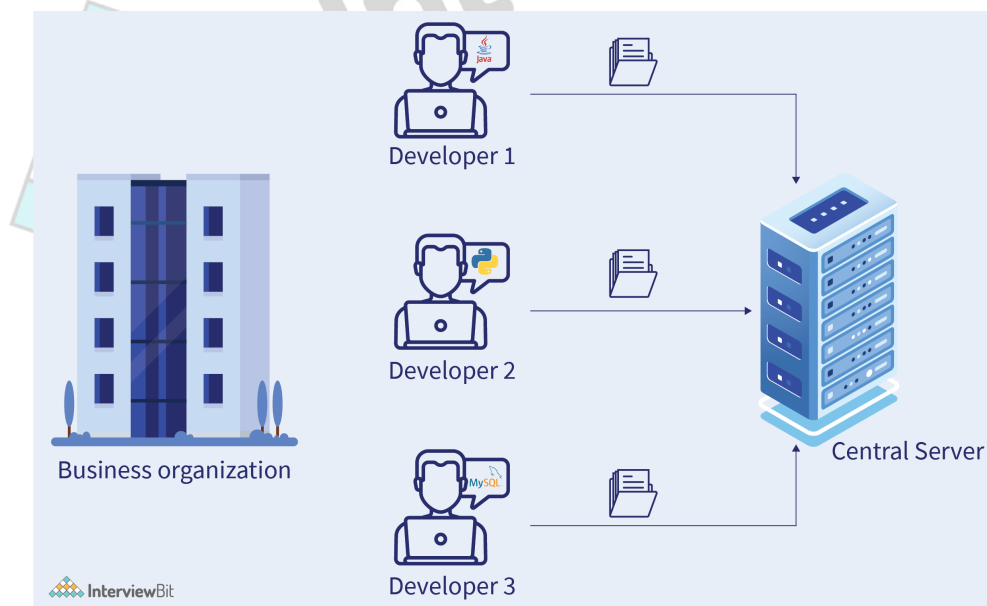 Java
Developer 1
Developer 2
Business organization
Central Server
MySQL
Developer 3
InterviewBit